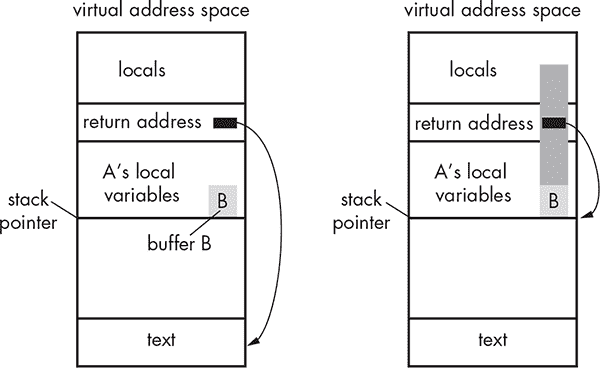 virtual address space
locals
return address
A's local
variables
B
stack
pointer
buffer B
text
virtual address space
locals
return address
A's local
variables
B
stack
pointer
text